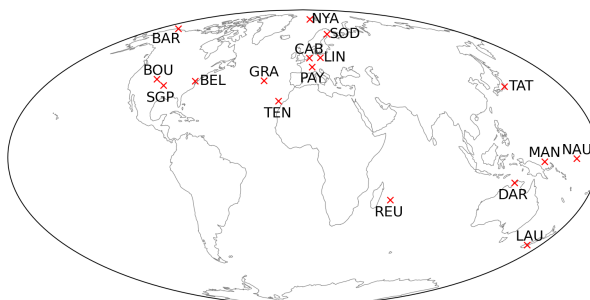 NYA
BAR
SOD
CAB
LIN
BOU
GRA
PAY
BEL
SGP
TAT
TEN
MAN
NAU
DAR
REU
LAU